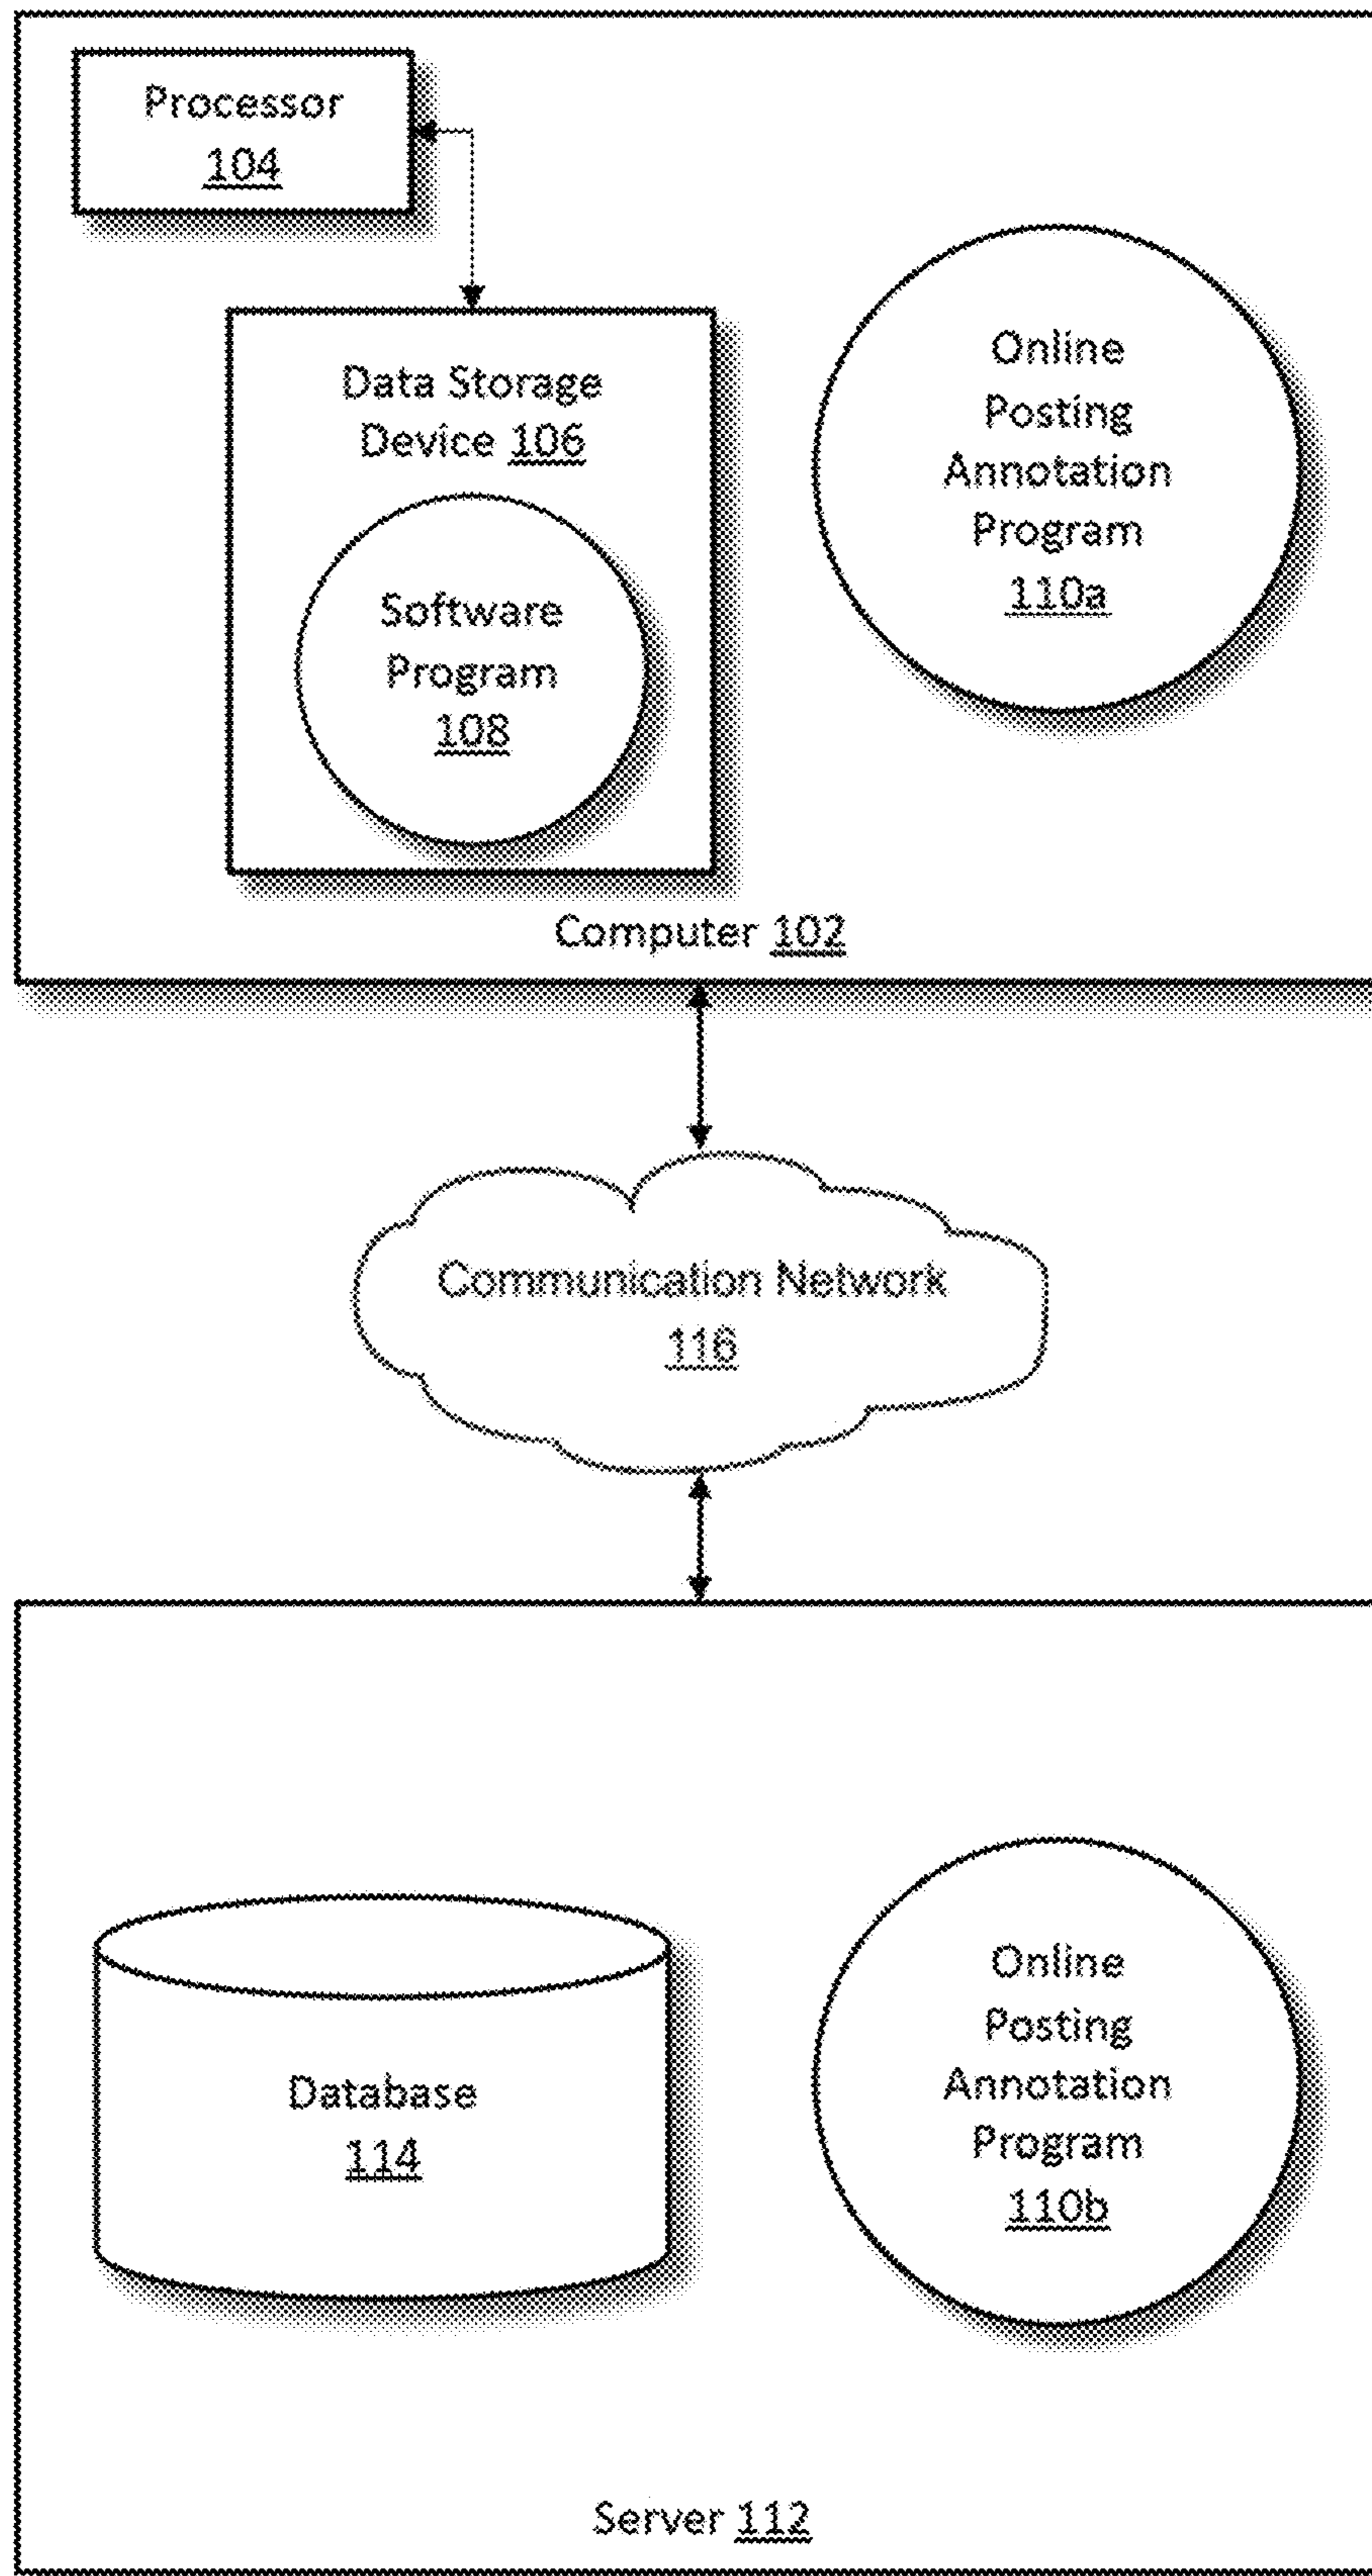 Processor
104
Data Storage
Device 106
Software
Program
108
Online
Posting
Annotation
Program
110a
Computer 102
Communication Network
116
Database
114
Online
Posting
Annotation
Program
110b
Server 112